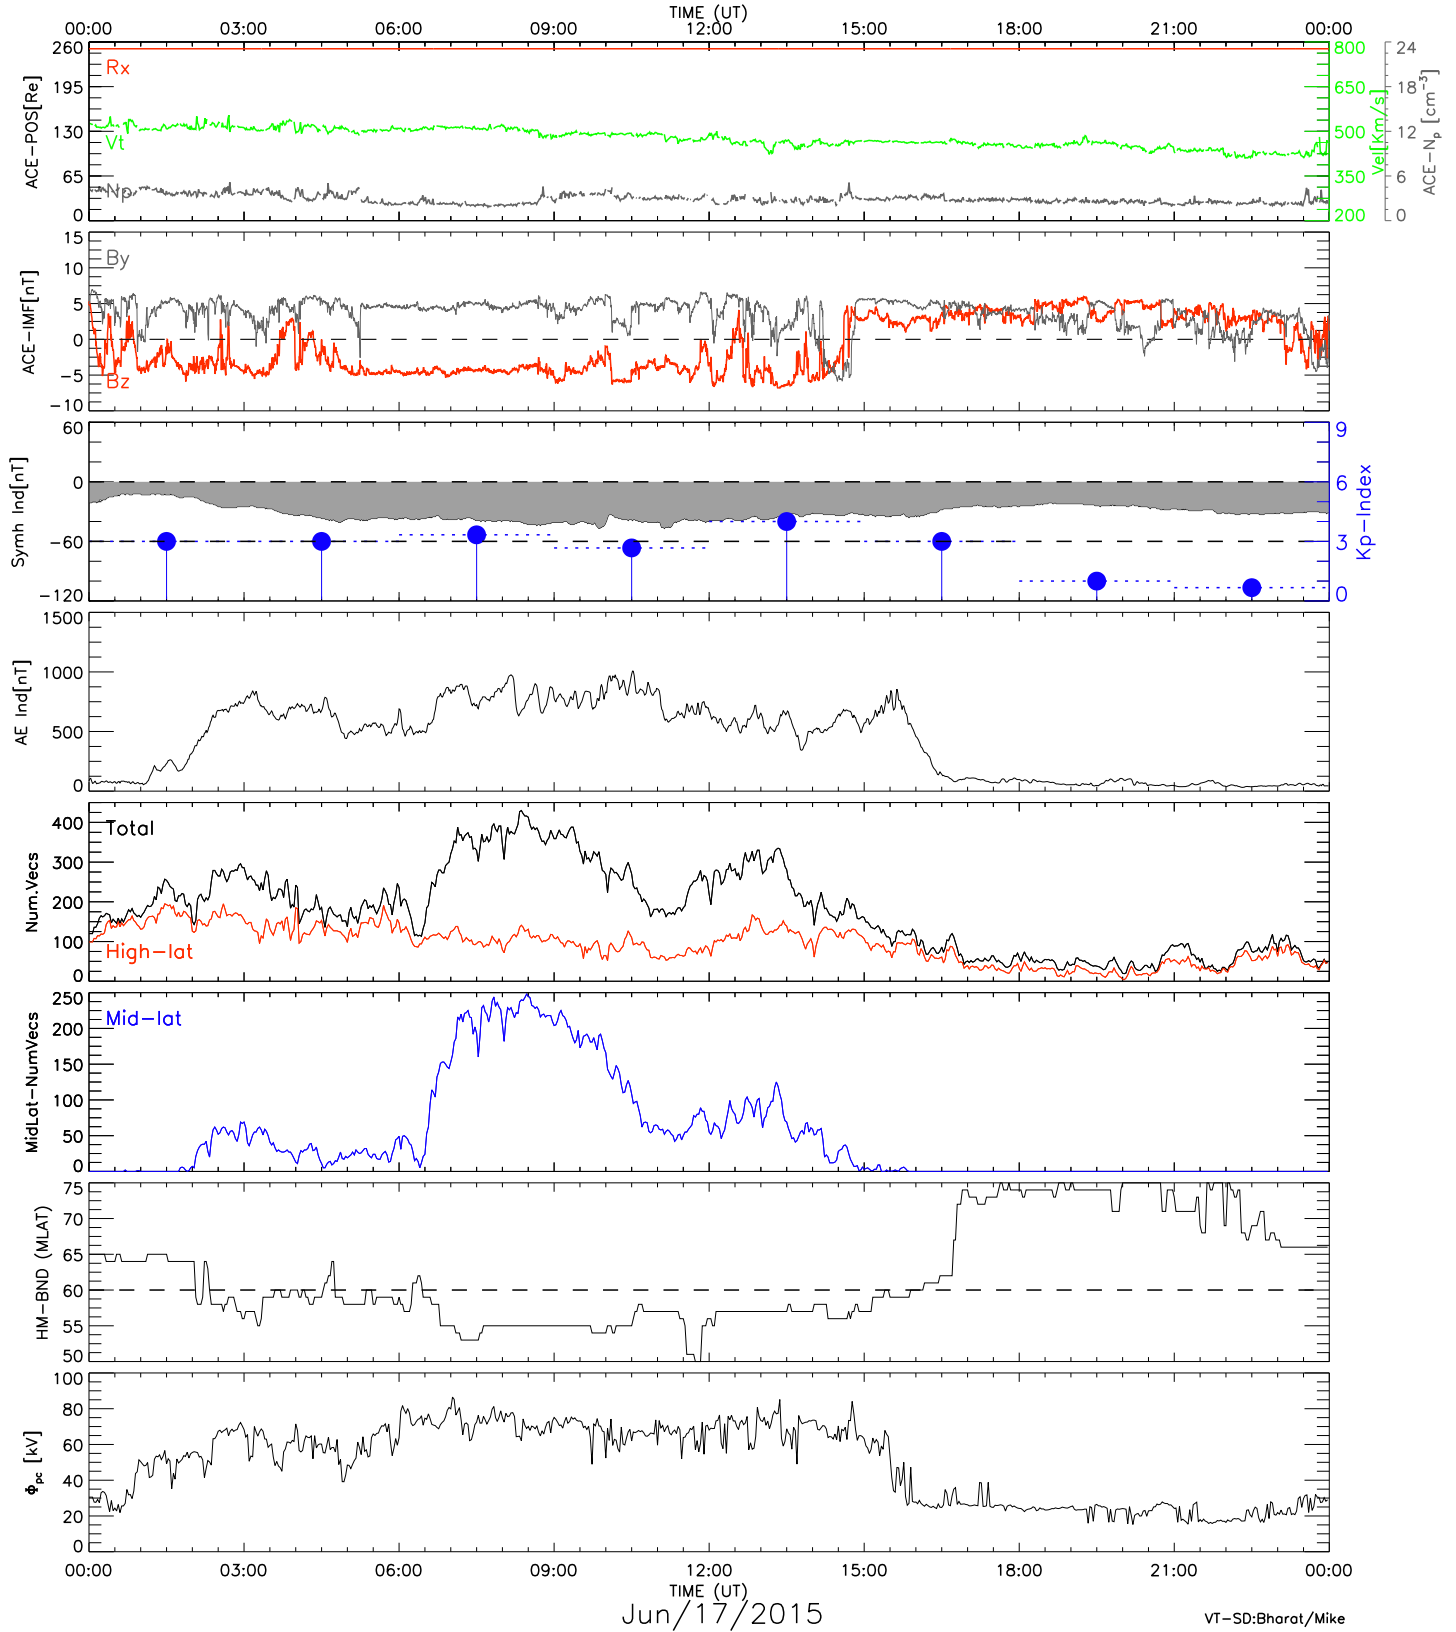 TIME (UT)
00:00 03:00 06:00 09:00 12:00 15:00 18:00 21:00 00:00
ACE-POS[Re]
260
195
130
65
0
Rx
Vt
Np
800
650
500
350
200
Vel[Km/s]
24
18
12
6
0
ACE-Np [cm⁻³]
ACE-IMF[nT]
15
10
5
0
-5
-10
By
Bz
Symh Ind[nT]
60
0
-60
-120
9
6
3
0
Kp-Index
AE Ind[nT]
1500
1000
500
0
Num.Vecs
400
300
200
100
0
Total
High-lat
MidLat-NumVecs
250
200
150
100
50
0
Mid-lat
HM-BND (MLAT)
75
70
65
60
55
50
Φpc [kV]
100
80
60
40
20
0
00:00 03:00 06:00 09:00 12:00 15:00 18:00 21:00 00:00
TIME (UT)
Jun/17/2015
VT-SD:Bharat/Mike